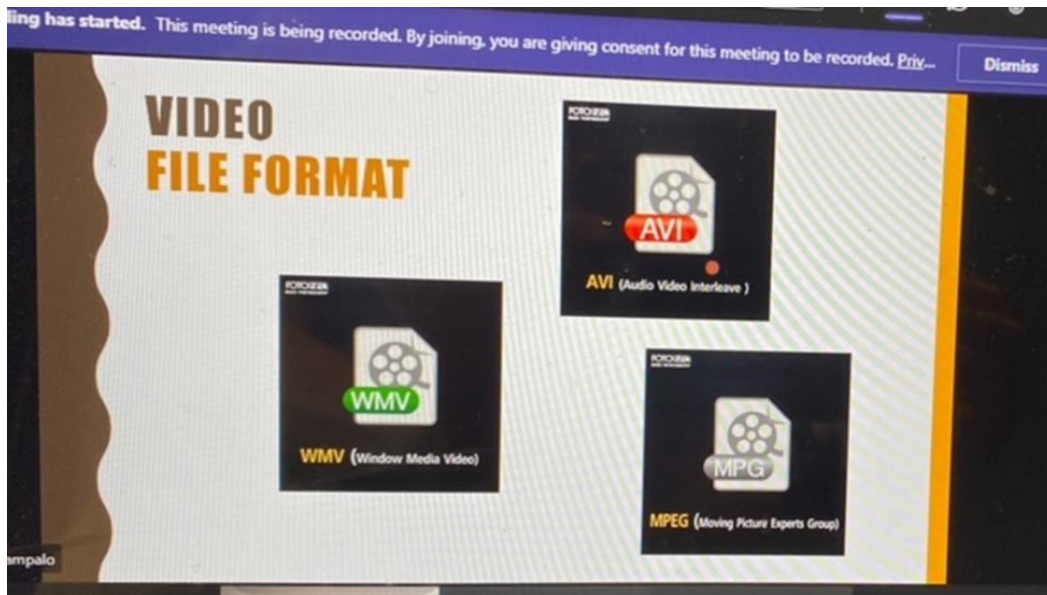 ling has started. This meeting is being recorded. By joining, you are giving consent for this meeting to be recorded. Priv...
Dismiss
VIDEO
FILE FORMAT
AVI
AVI (Audio Video Interleave )
WMV
WMV (Window Media Video)
MPG
MPEG (Moving Picture Experts Group)
ampalo